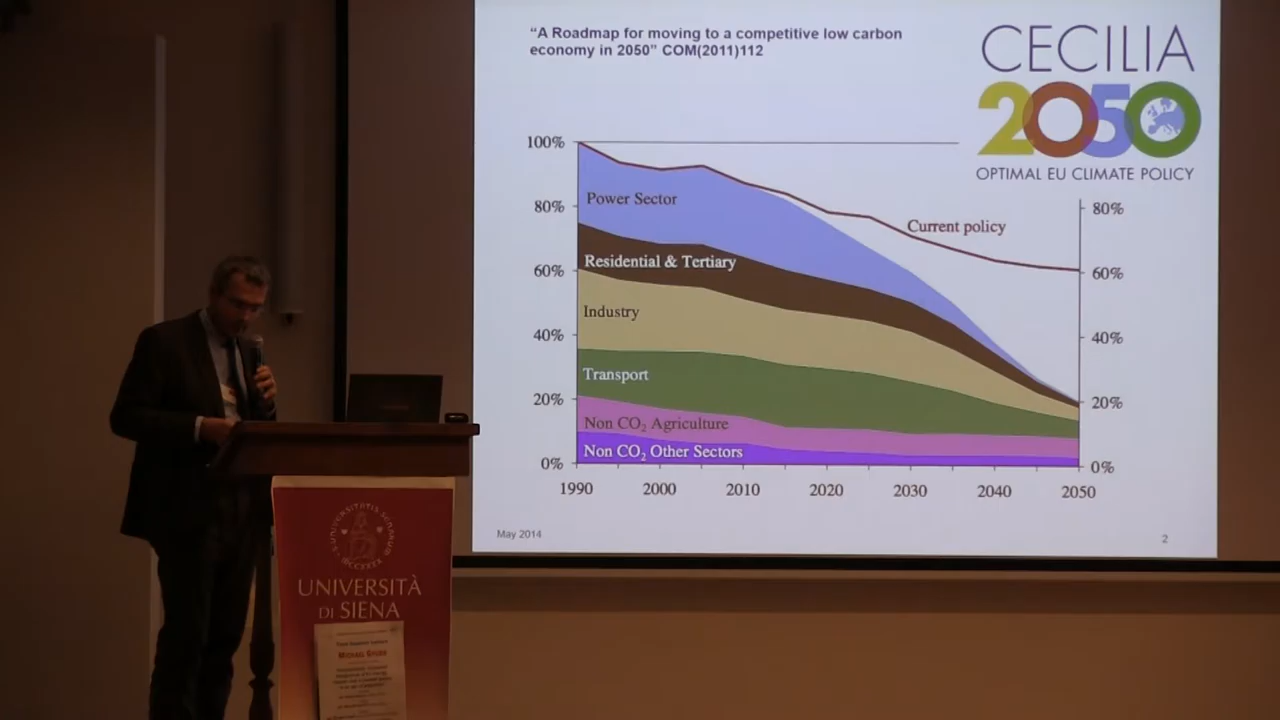 “A Roadmap for moving to a competitive low carbon
economy in 2050” COM(2011)112
CECILIA
2050
OPTIMAL EU CLIMATE POLICY
100%
80%
60%
40%
20%
0%
Power Sector
Residential & Tertiary
Industry
Transport
Non CO₂ Agriculture
Non CO₂ Other Sectors
Current policy
80%
60%
40%
20%
0%
1990 2000 2010 2020 2030 2040 2050
May 2014
2
UNIVERSITÀ
DI SIENA